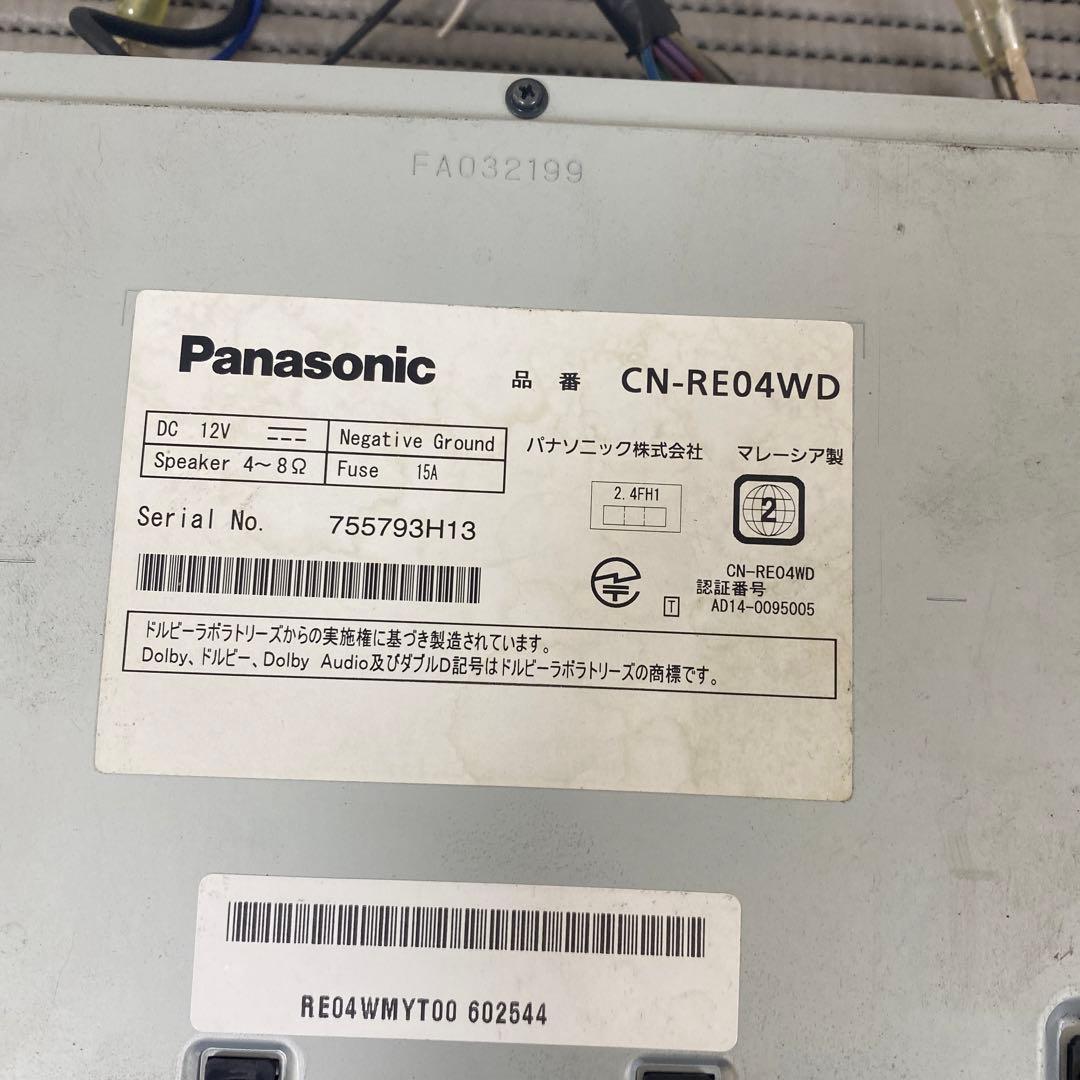 FA032199
Panasonic 品番 CN-RE04WD
DC 12V Negative Ground
Speaker 4～8Ω Fuse 15A
パナソニック株式会社 マレーシア製
2.4FH1
2
Serial No. 755793H13
CN-RE04WD
認証番号
T AD14-0095005
ドルビーラボラトリーズからの実施権に基づき製造されています。
Dolby、ドルビー、Dolby Audio及びダブルD記号はドルビーラボラトリーズの商標です。
RE04WMYT00 602544